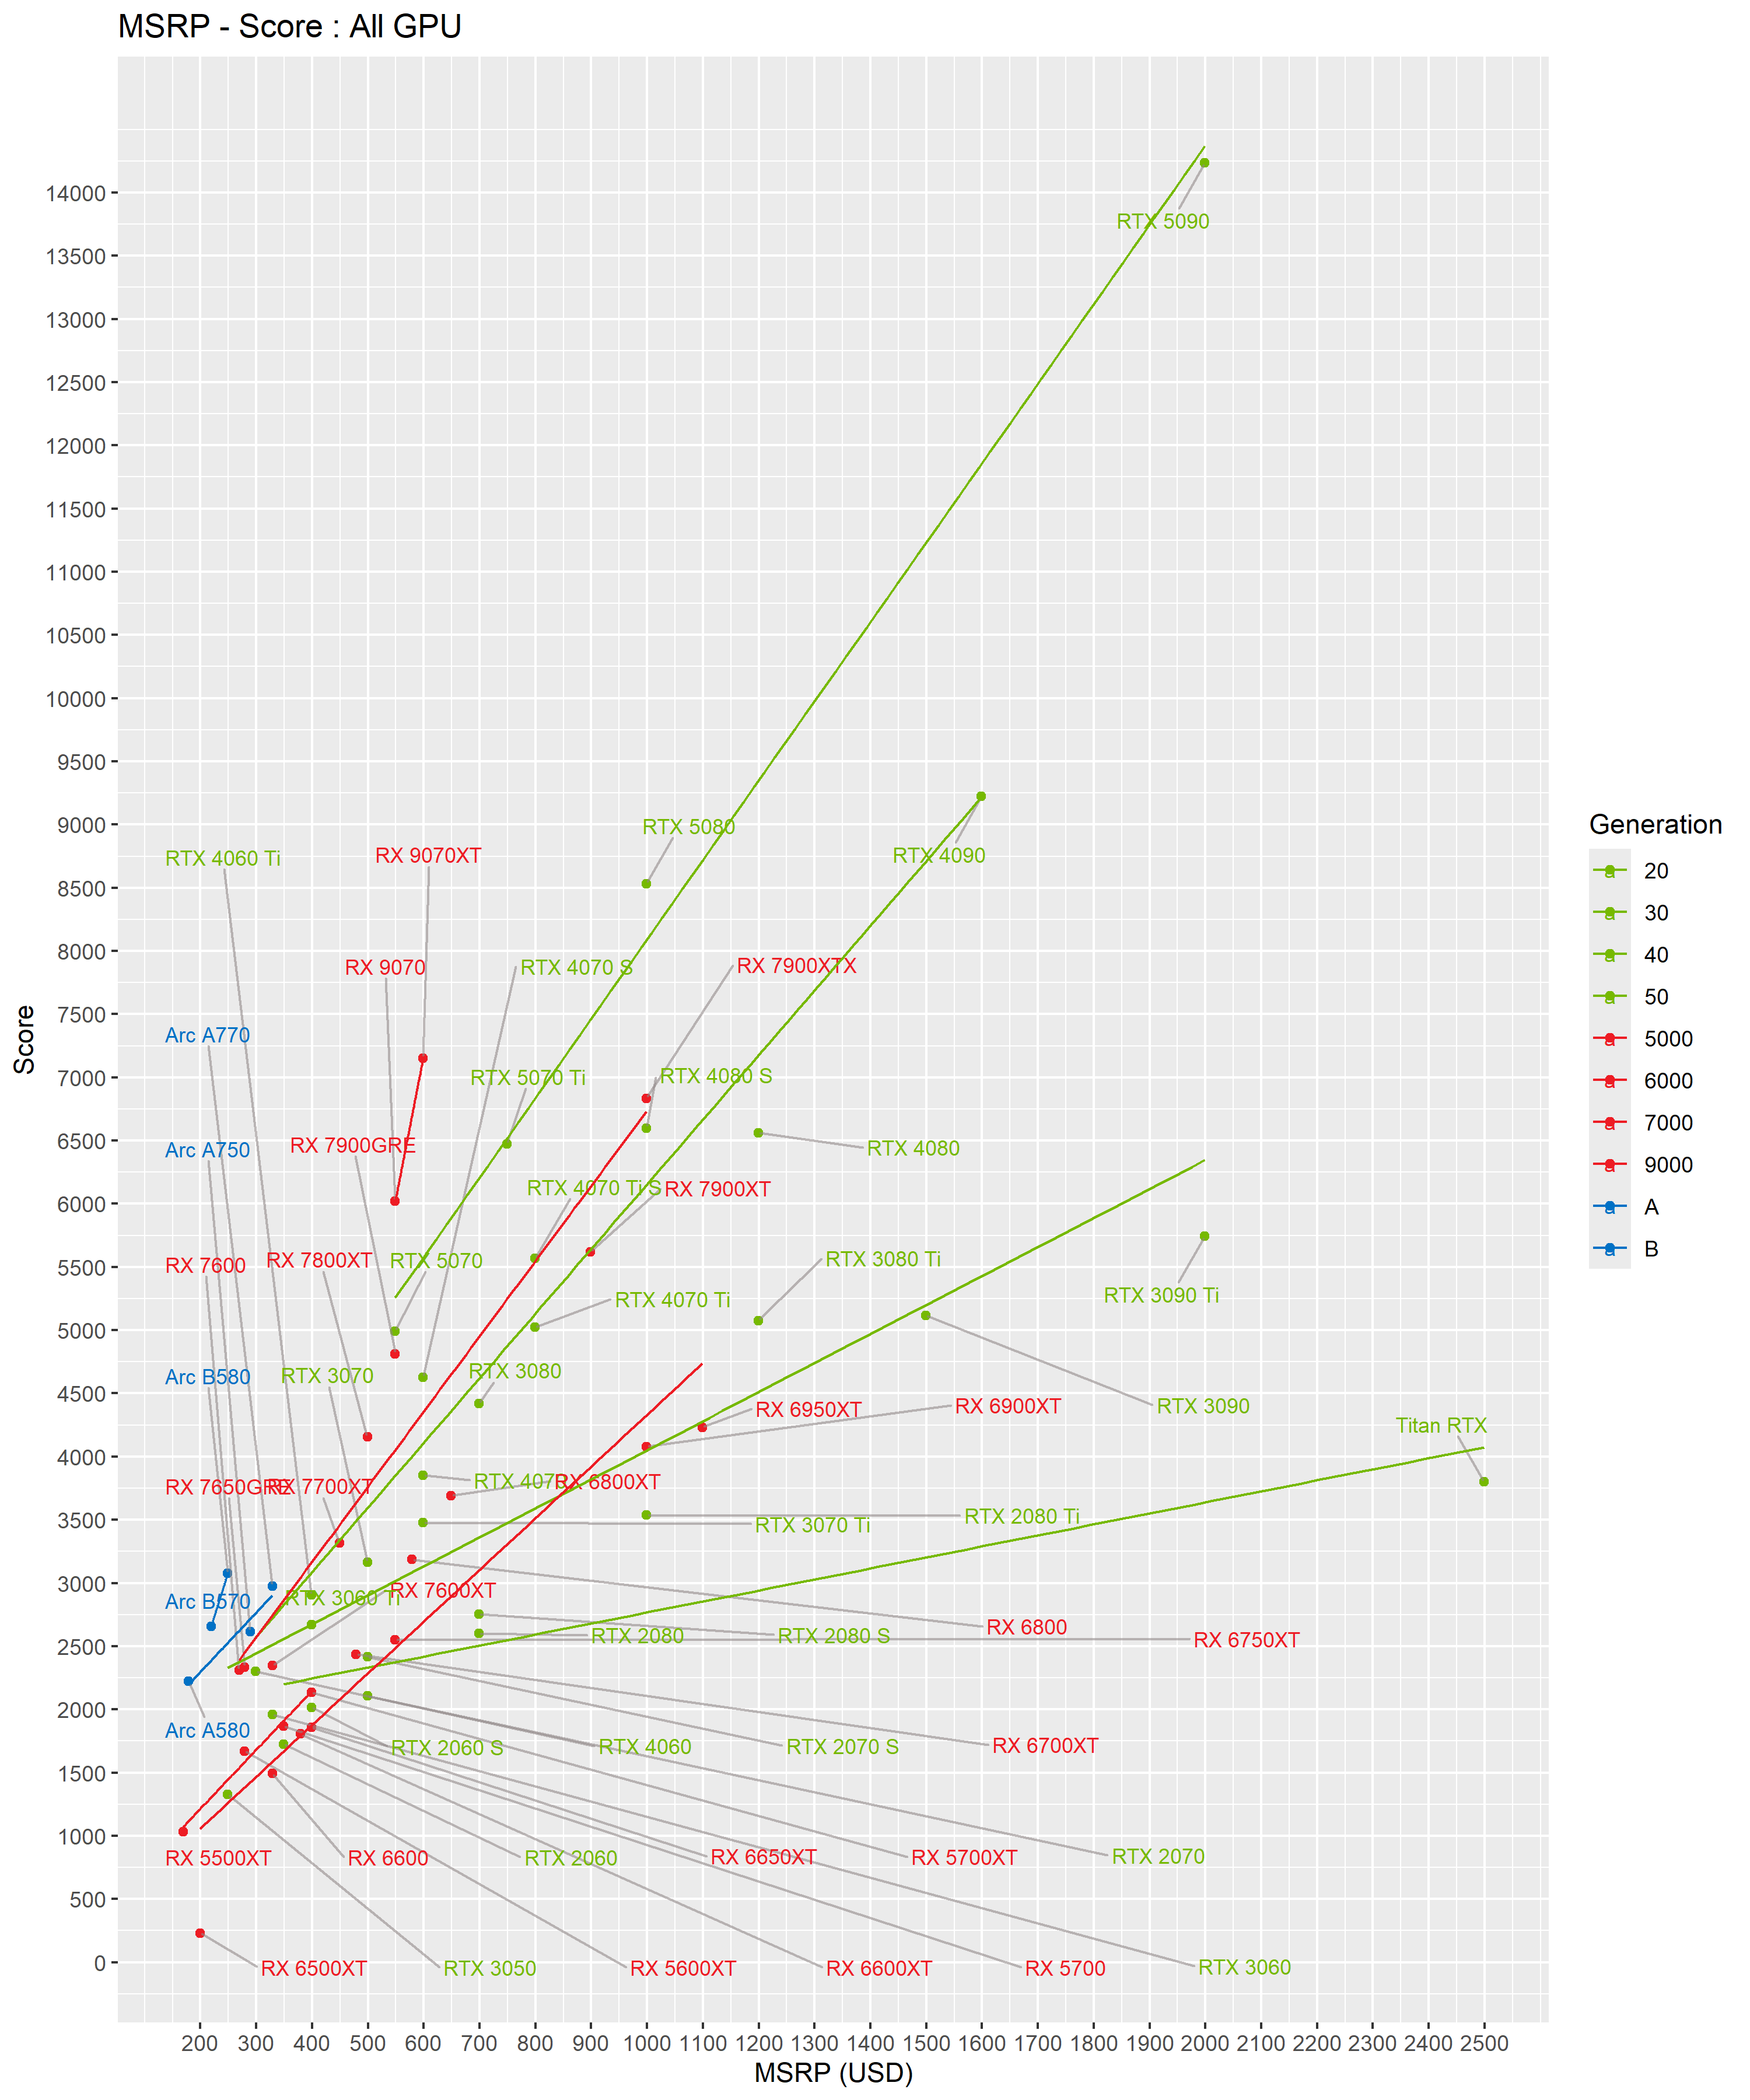 MSRP - Score : All GPU
14000
RTX 5090
13500
13000
12500
12000
11500
11000
10500
10000
9500
9000
RTX 5080
RTX 4060 Ti
RX 9070XT
RTX 4090
8500
8000
RX 9070
RTX 4070 S
RX 7900XTX
7500
Arc A770
7000
RTX 5070 Ti
RTX 4080 S
6500
Arc A750
RX 7900GRE
RTX 4080
6000
RTX 4070 Ti S
RX 7900XT
5500
RX 7600
RX 7800XT
RTX 5070
RTX 3080 Ti
RTX 3090 Ti
RTX 4070 Ti
5000
Arc B580
RTX 3070
RTX 3080
4500
RX 6950XT
RX 6900XT
RTX 3090
Titan RTX
4000
RX 7650GRE
RX 7700XT
RTX 4070
RX 6800XT
3500
RTX 3070 Ti
RTX 2080 Ti
3000
Arc B570
RTX 3060 Ti
RX 7600XT
RX 6800
2500
RTX 2080
RTX 2080 S
RX 6750XT
2000
Arc A580
RTX 2060 S
RTX 4060
RTX 2070 S
RX 6700XT
1500
1000
RX 5500XT
RX 6600
RTX 2060
RX 6650XT
RX 5700XT
RTX 2070
500
0
RX 6500XT
RTX 3050
RX 5600XT
RX 6600XT
RX 5700
RTX 3060
200 300 400 500 600 700 800 900 1000 1100 1200 1300 1400 1500 1600 1700 1800 1900 2000 2100 2200 2300 2400 2500
MSRP (USD)
Score
Generation
a 20
a 30
a 40
a 50
a 5000
a 6000
a 7000
a 9000
a A
a B